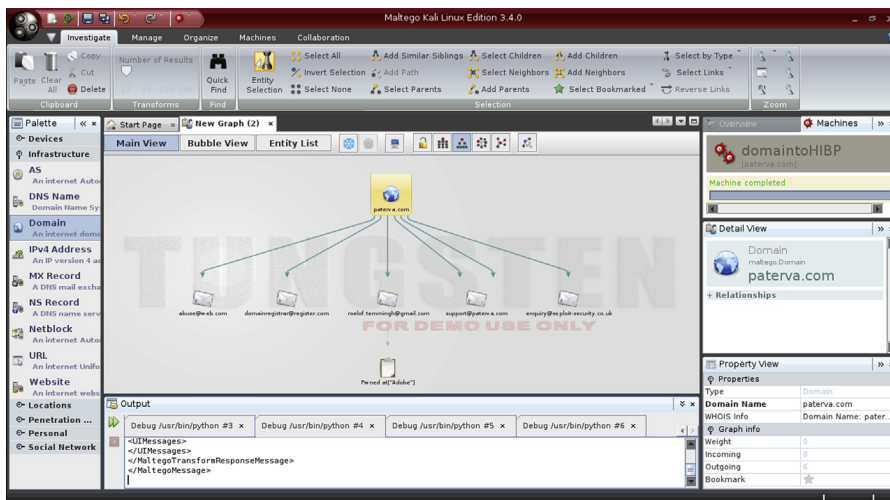 Maltego Kali Linux Edition 3.4.0
Investigate Manage Organize Machines Collaboration
Copy
Cut
Delete
Paste Clear All
Clipboard
Number of Results
Transforms
Quick Find
Find
Entity Selection
Select All
Invert Selection
Select None
Add Similar Siblings
Add Path
Select Parents
Select Children
Select Neighbors
Add Parents
Add Children
Add Neighbors
Select Bookmarked
Select by Type
Select Links
Reverse Links
Selection
Zoom
Palette
Devices
Infrastructure
AS
An internet Auto
DNS Name
Domain Name Sy
Domain
An internet doma
IPv4 Address
An IP version 4 a
MX Record
A DNS mail excha
NS Record
A DNS name serv
Netblock
An internet Auto
URL
An internet Unifo
Website
An internet webs
Locations
Penetration ...
Personal
Social Network
Start Page
New Graph (2)
Main View Bubble View Entity List
TUNGSTEN
FOR DEMO USE ONLY
paterva.com
abuse@web.com
domainregistrar@register.com
roelof.temmingh@gmail.com
support@paterva.com
enquiry@exploit-security.co.uk
Pwned at["Adobe"]
Output
Debug /usr/bin/python #3
Debug /usr/bin/python #4
Debug /usr/bin/python #5
Debug /usr/bin/python #6
<UIMessages>
</UIMessages>
</MaltegoTransformResponseMessage>
</MaltegoMessage>
Overview
Machines
domaintoHIBP
(paterva.com)
Machine completed
Detail View
Domain
maltego.Domain
paterva.com
+ Relationships
Property View
Properties
Type Domain
Domain Name paterva.com
WHOIS Info Domain Name: pater...
Graph info
Weight 0
Incoming 0
Outgoing 6
Bookmark